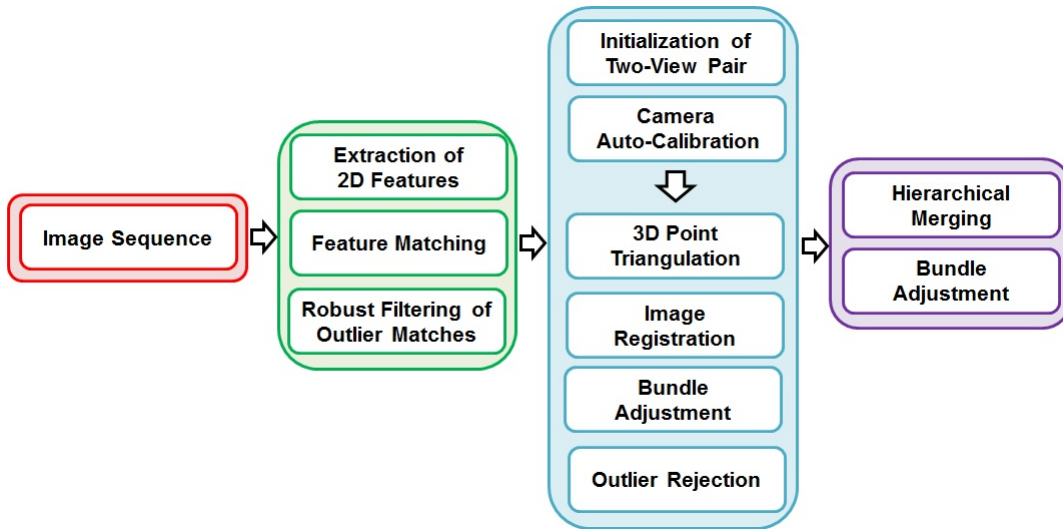 Image Sequence
Extraction of
2D Features
Feature Matching
Robust Filtering of
Outlier Matches
Initialization of
Two-View Pair
Camera
Auto-Calibration
3D Point
Triangulation
Image
Registration
Bundle
Adjustment
Outlier Rejection
Hierarchical
Merging
Bundle
Adjustment